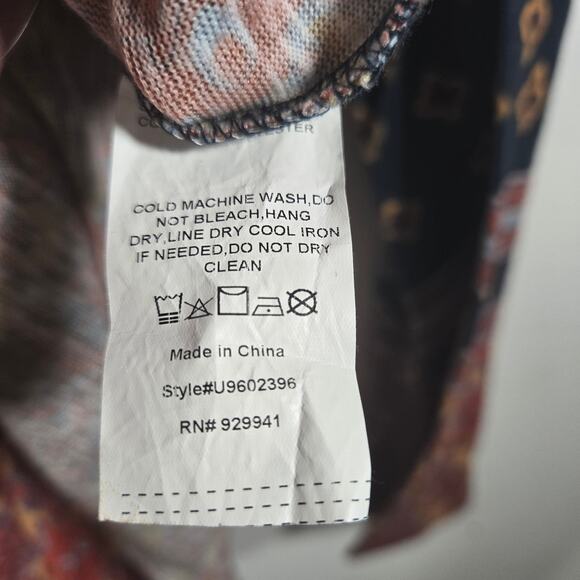 COLD MACHINE WASH,DO
NOT BLEACH,HANG
DRY,LINE DRY COOL IRON
IF NEEDED,DO NOT DRY
CLEAN
Made in China
Style#U9602396
RN# 929941